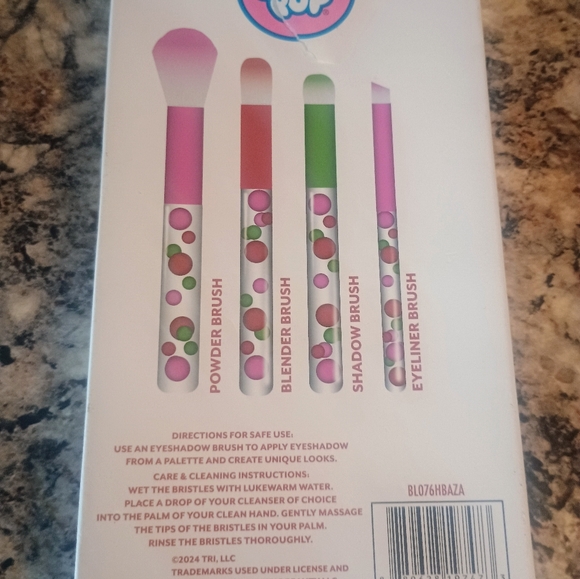 POP
POWDER BRUSH
BLENDER BRUSH
SHADOW BRUSH
EYELINER BRUSH
DIRECTIONS FOR SAFE USE:
USE AN EYESHADOW BRUSH TO APPLY EYESHADOW
FROM A PALETTE AND CREATE UNIQUE LOOKS.
CARE & CLEANING INSTRUCTIONS:
WET THE BRISTLES WITH LUKEWARM WATER.
PLACE A DROP OF YOUR CLEANSER OF CHOICE
INTO THE PALM OF YOUR CLEAN HAND. GENTLY MASSAGE
THE TIPS OF THE BRISTLES IN YOUR PALM.
RINSE THE BRISTLES THOROUGHLY.
©2024 TRI, LLC
TRADEMARKS USED UNDER LICENSE AND
BL076HBAZA